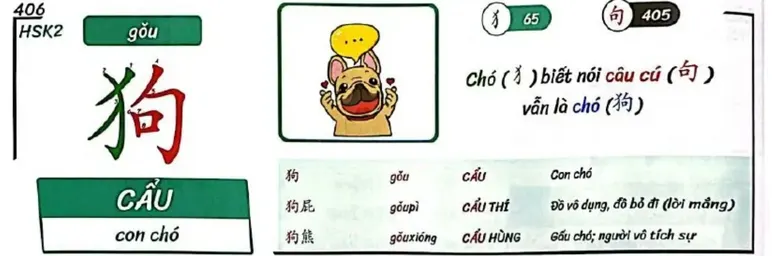 406
HSK2
gǒu
狗
CẨU
con chó
...
犭 65
句 405
Chó (犭) biết nói câu cú (句)
vẫn là chó (狗)
狗 gǒu CẨU Con chó
狗屁 gǒupì CẨU THÍ Đồ vô dụng, đồ bỏ đi (lời mắng)
狗熊 gǒuxióng CẨU HÙNG Gấu chó; người vô tích sự